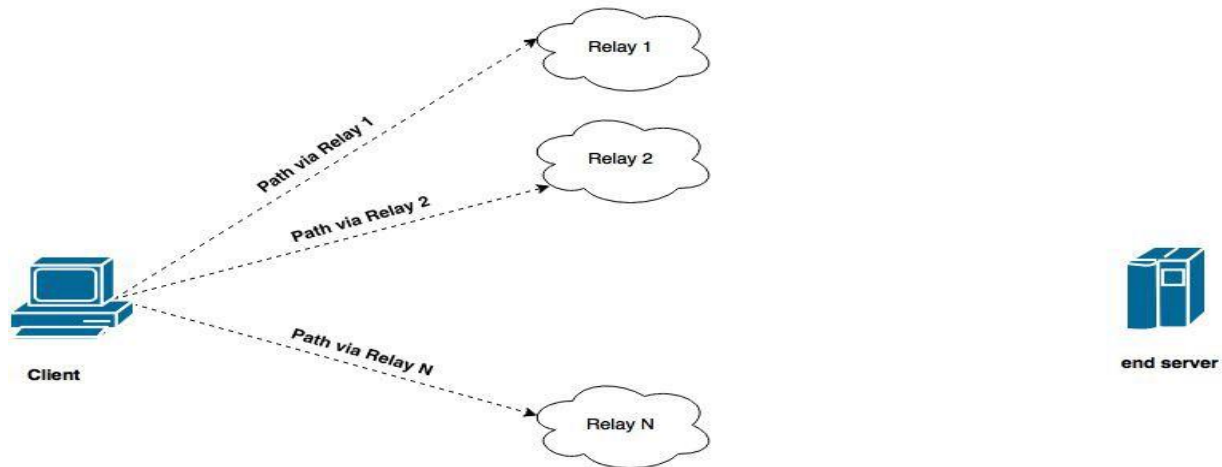 Relay 1
Path via Relay 1
Relay 2
Path via Relay 2
Path via Relay N
Client
end server
Relay N